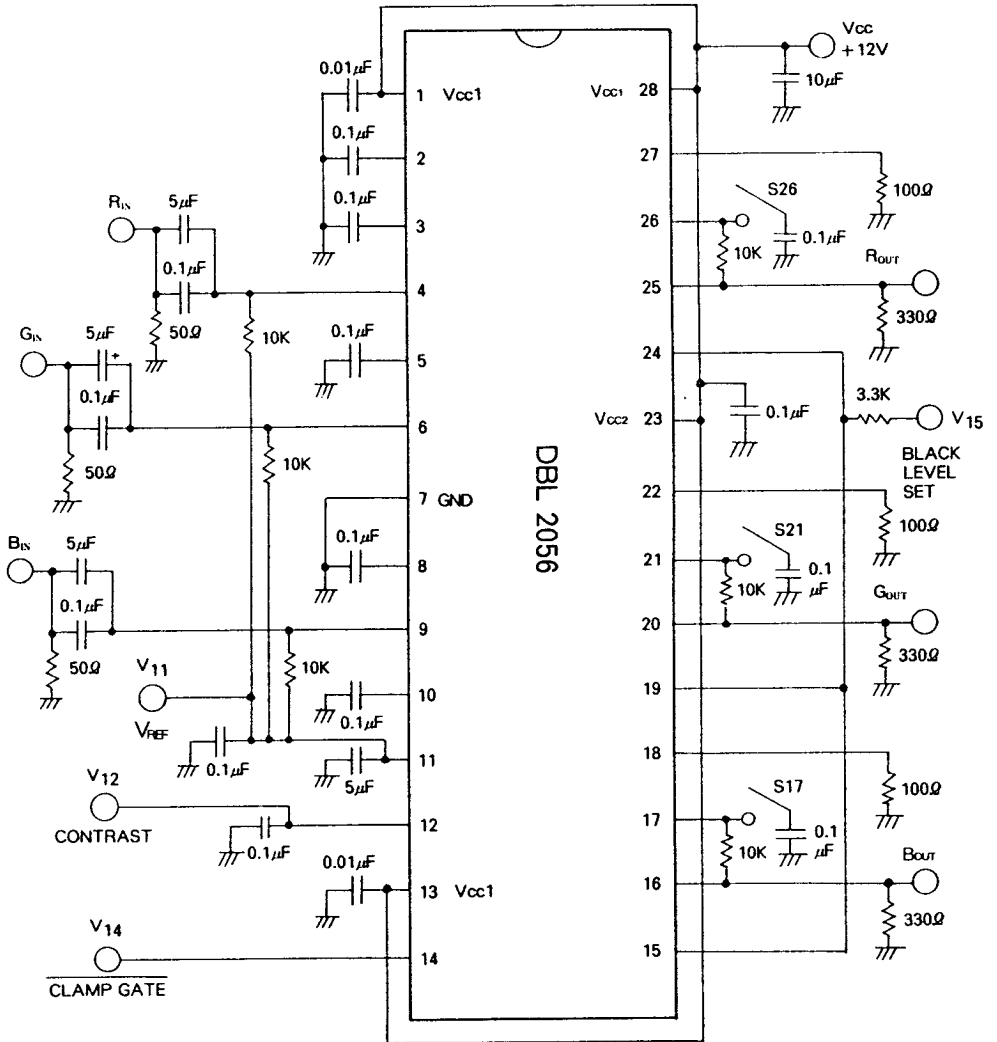 0.01μF
1 Vcc1
0.1μF
2
0.1μF
3
RIN
5μF
0.1μF
50Ω
4
10K
GIN
5μF
+
0.1μF
50Ω
0.1μF
5
6
10K
7 GND
0.1μF
8
BIN
5μF
0.1μF
50Ω
9
10K
V11
VREF
0.1μF
10
0.1μF
5μF
11
V12
CONTRAST
0.1μF
12
0.01μF
13 Vcc1
V14
CLAMP GATE
14
DBL 2056
Vcc
+12V
10μF
Vcc1 28
27
100Ω
S26
26
0.1μF
10K
ROUT
25
330Ω
24
3.3K
V15
BLACK
LEVEL
SET
0.1μF
Vcc2 23
22
100Ω
S21
21
0.1
μF
10K
GOUT
20
330Ω
19
18
100Ω
S17
17
0.1
μF
10K
BOUT
16
330Ω
15